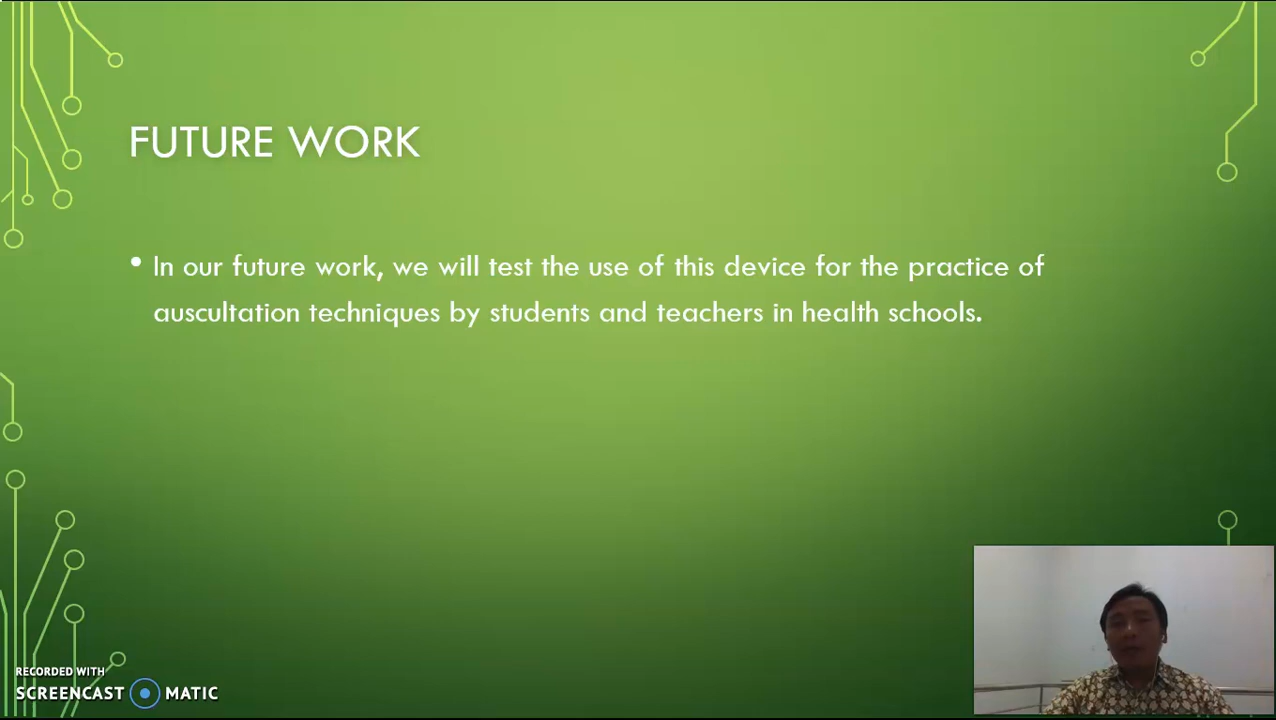 FUTURE WORK
• In our future work, we will test the use of this device for the practice of
auscultation techniques by students and teachers in health schools.
RECORDED WITH
SCREENCAST MATIC